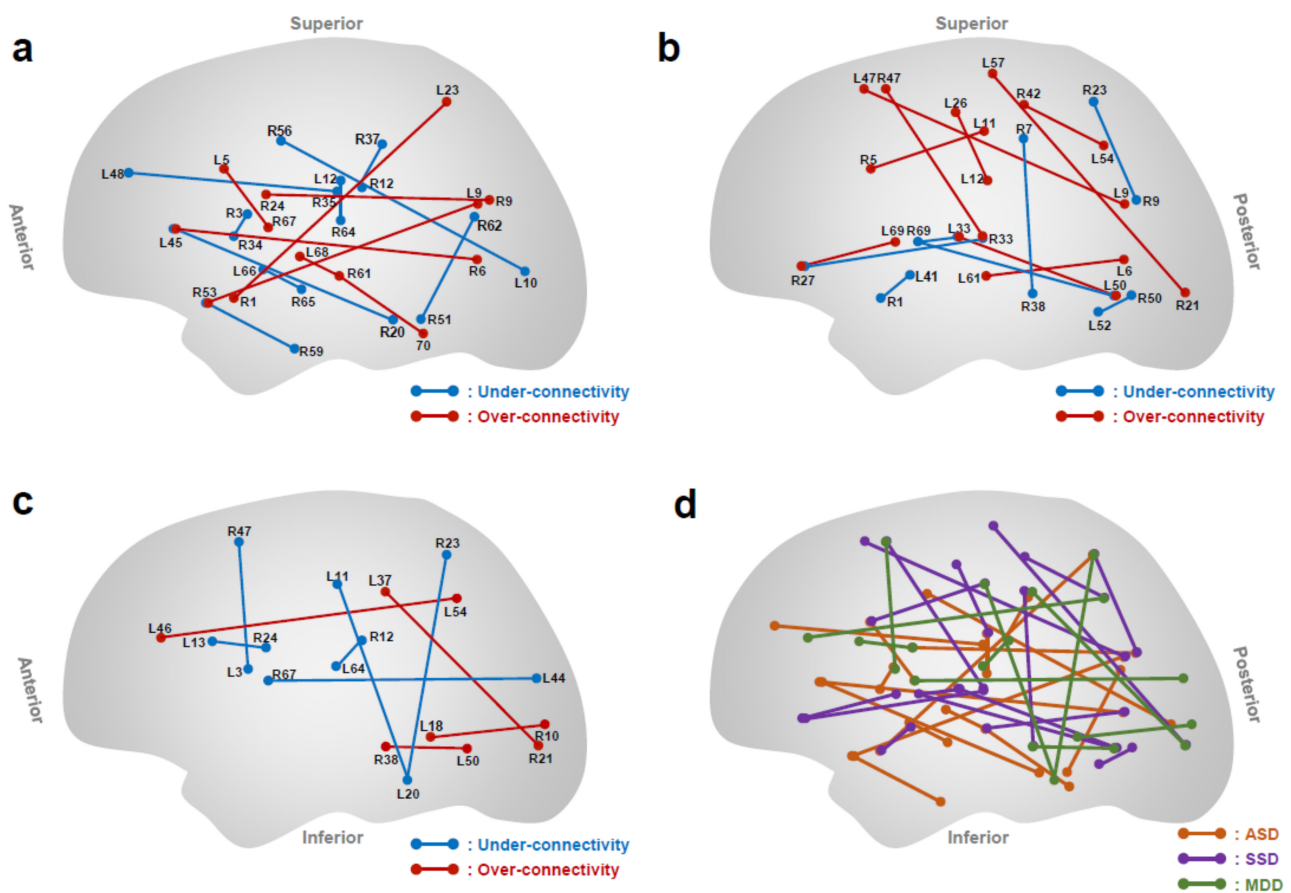 Superior
a
b
L23
R56
R37
L48
L5
L12
R12
R24
R35
L9
R9
R3
R67
R62
L45
R34
R64
L68
L66
R61
R6
L10
R53
R1
R65
R20
R51
70
R59
Anterior
: Under-connectivity
: Over-connectivity
L57
L47
R47
R42
R23
L26
L11
R7
R5
L12
L54
L9
R9
L69
R69
L33
R33
R27
L41
L61
L6
R1
R38
L50
R50
L52
R21
Posterior
: Under-connectivity
: Over-connectivity
c
d
R47
R23
L11
L37
L54
L46
L13
R24
R12
L3
R67
L64
L44
L18
R10
R38
L50
R21
L20
Anterior
Posterior
Inferior
Inferior
: Under-connectivity
: Over-connectivity
: ASD
: SSD
: MDD